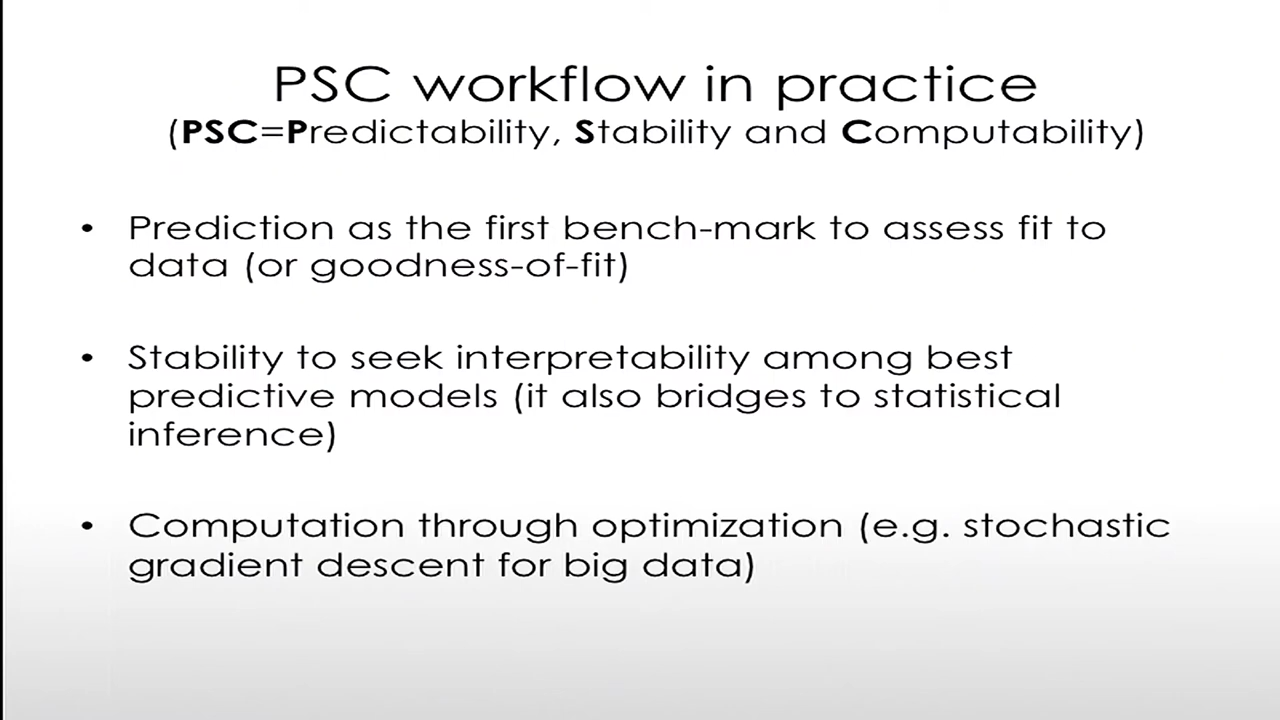 PSC workflow in practice
(PSC=Predictability, Stability and Computability)
• Prediction as the first bench-mark to assess fit to
data (or goodness-of-fit)
• Stability to seek interpretability among best
predictive models (it also bridges to statistical
inference)
• Computation through optimization (e.g. stochastic
gradient descent for big data)